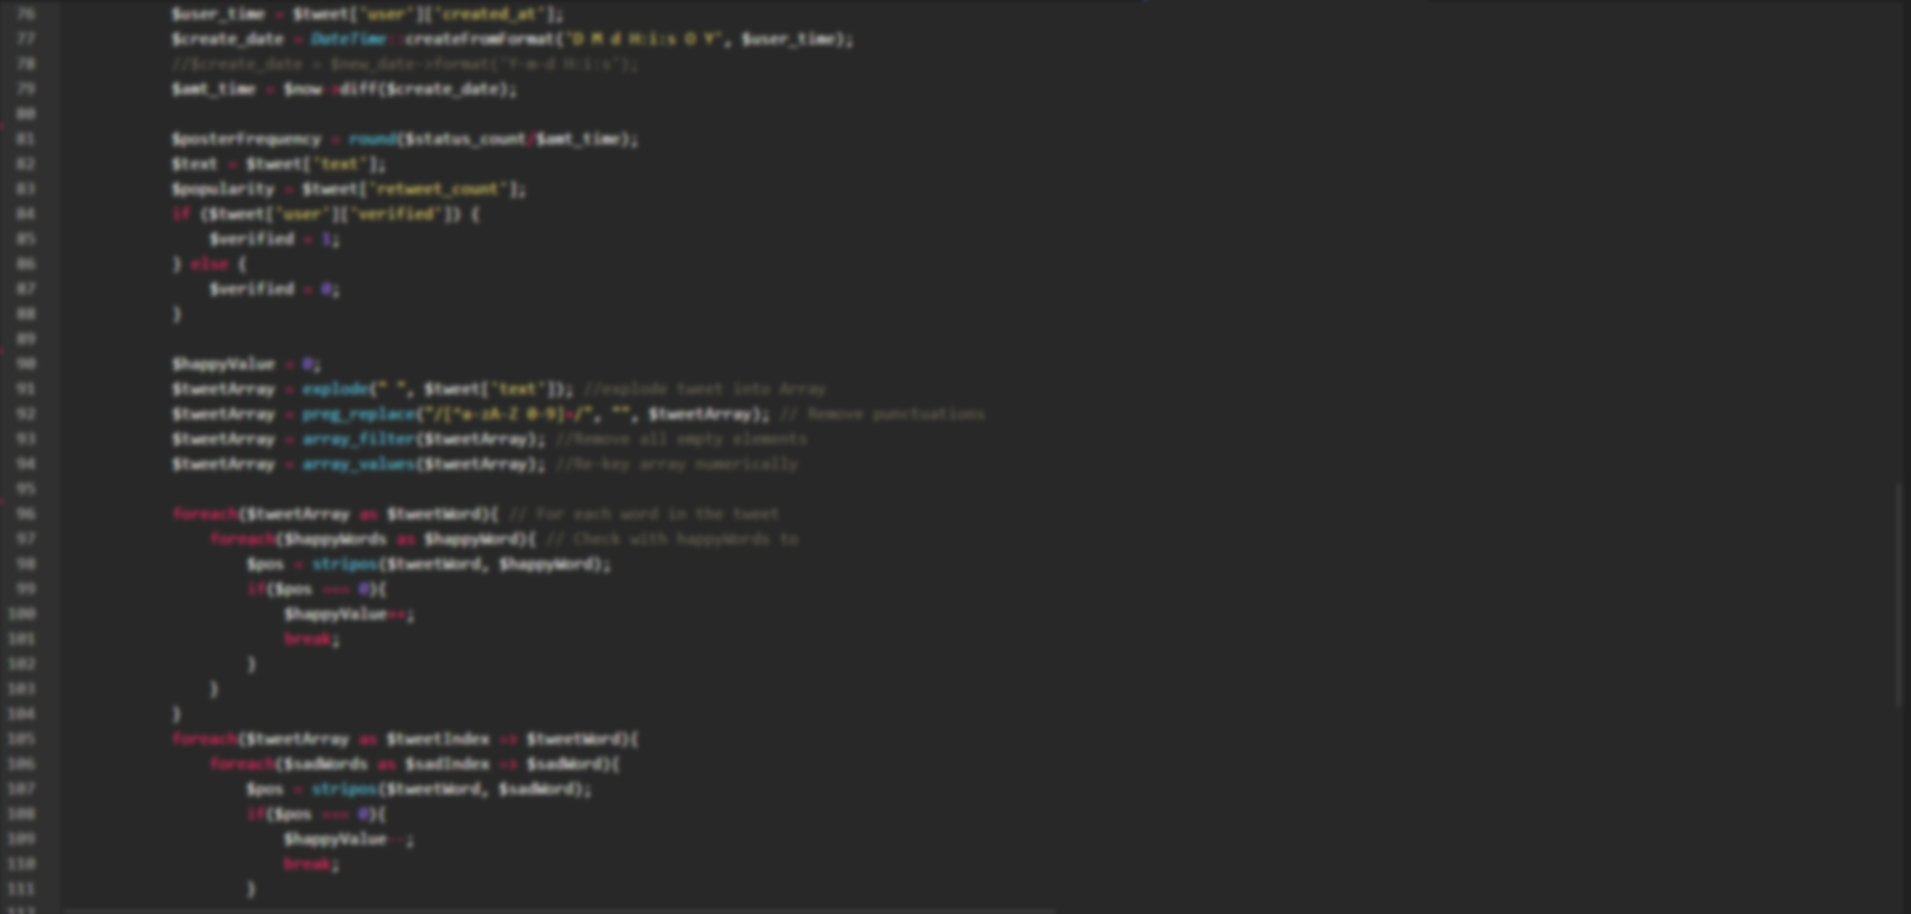 76 $user_time = $tweet['user']['created_at'];
77 $create_date = DateTime::createFromFormat('D M d H:i:s O Y', $user_time);
78 //$create_date = $new_date->format('Y-m-d H:i:s');
79 $amt_time = $now->diff($create_date);
80
81 $posterFrequency = round($status_count/$amt_time);
82 $text = $tweet['text'];
83 $popularity = $tweet['retweet_count'];
84 if ($tweet['user']['verified']) {
85 $verified = 1;
86 } else {
87 $verified = 0;
88 }
89
90 $happyValue = 0;
91 $tweetArray = explode(" ", $tweet['text']); //explode tweet into Array
92 $tweetArray = preg_replace("/[^a-zA-Z 0-9]+/", "", $tweetArray); // Remove punctuations
93 $tweetArray = array_filter($tweetArray); //Remove all empty elements
94 $tweetArray = array_values($tweetArray); //Re-key array numerically
95
96 foreach($tweetArray as $tweetWord){ // For each word in the tweet
97 foreach($happyWords as $happyWord){ // Check with happyWords to
98 $pos = stripos($tweetWord, $happyWord);
99 if($pos === 0){
100 $happyValue++;
101 break;
102 }
103 }
104 }
105 foreach($tweetArray as $tweetIndex => $tweetWord){
106 foreach($sadWords as $sadIndex => $sadWord){
107 $pos = stripos($tweetWord, $sadWord);
108 if($pos === 0){
109 $happyValue--;
110 break;
111 }
112